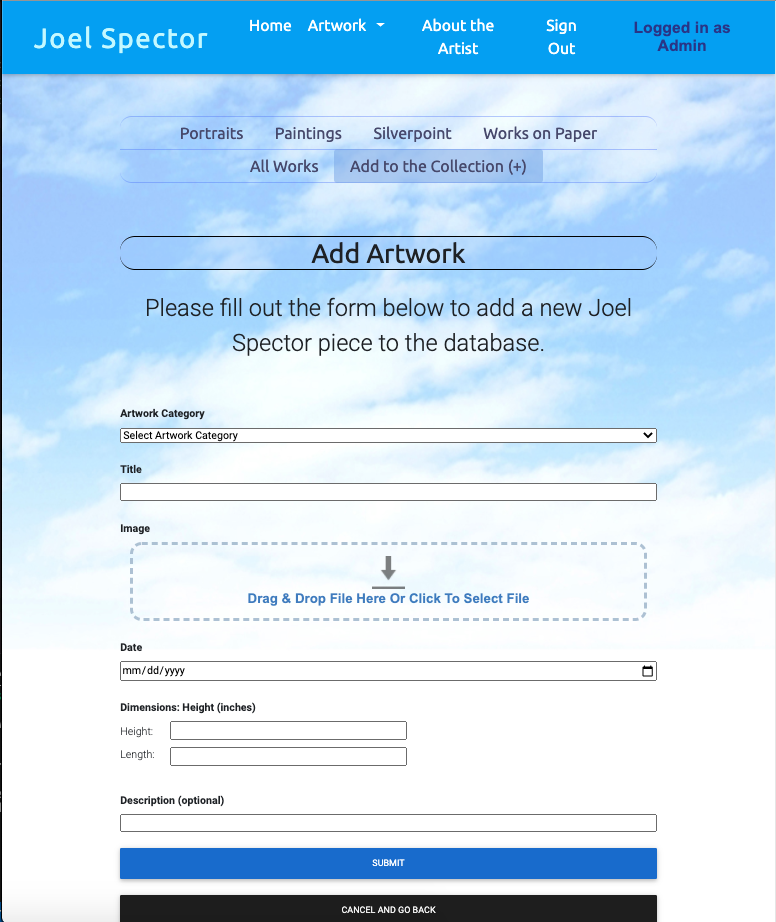 Joel Spector
Home
Artwork
About the
Artist
Sign
Out
Logged in as
Admin
Portraits
Paintings
Silverpoint
Works on Paper
All Works
Add to the Collection (+)
Add Artwork
Please fill out the form below to add a new Joel
Spector piece to the database.
Artwork Category
Select Artwork Category
Title
Image
Drag & Drop File Here Or Click To Select File
Date
mm/dd/yyyy
Dimensions: Height (inches)
Height:
Length:
Description (optional)
SUBMIT
CANCEL AND GO BACK